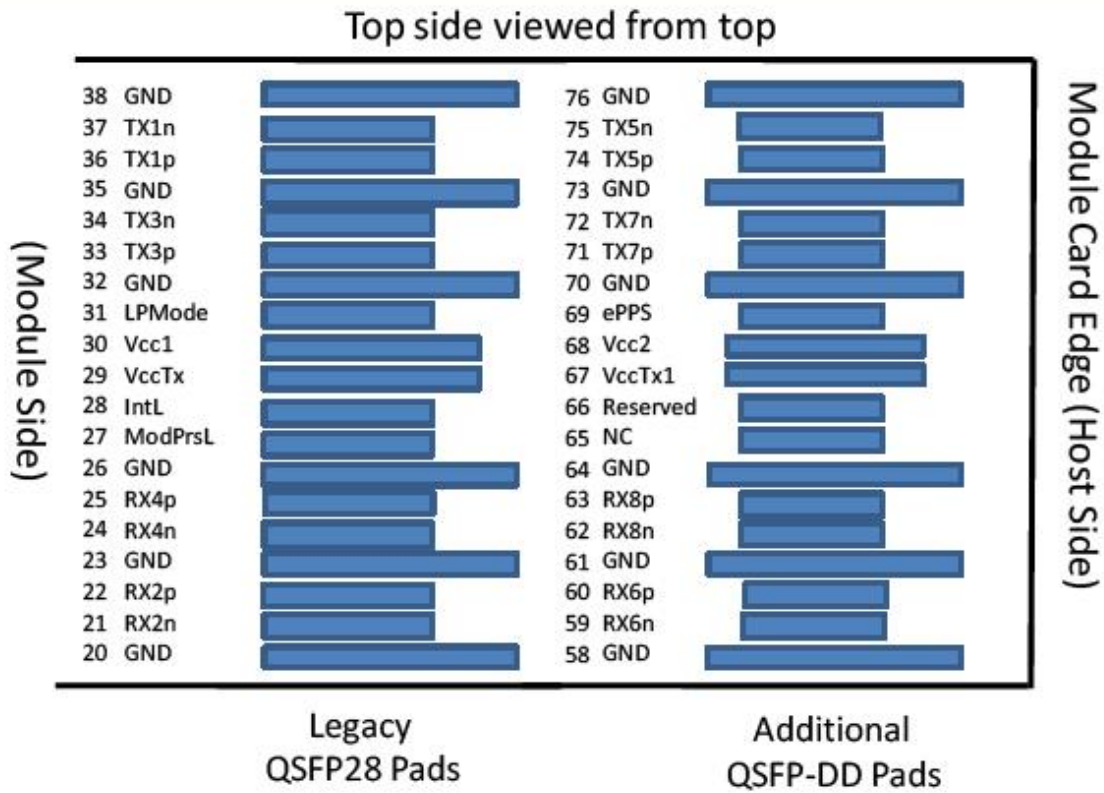 Top side viewed from top
38 GND
37 TX1n
36 TX1p
35 GND
34 TX3n
33 TX3p
32 GND
31 LPMode
30 Vcc1
29 VccTx
28 IntL
27 ModPrsL
26 GND
25 RX4p
24 RX4n
23 GND
22 RX2p
21 RX2n
20 GND
76 GND
75 TX5n
74 TX5p
73 GND
72 TX7n
71 TX7p
70 GND
69 ePPS
68 Vcc2
67 VccTx1
66 Reserved
65 NC
64 GND
63 RX8p
62 RX8n
61 GND
60 RX6p
59 RX6n
58 GND
(Module Side)
Module Card Edge (Host Side)
Legacy
QSFP28 Pads
Additional
QSFP-DD Pads